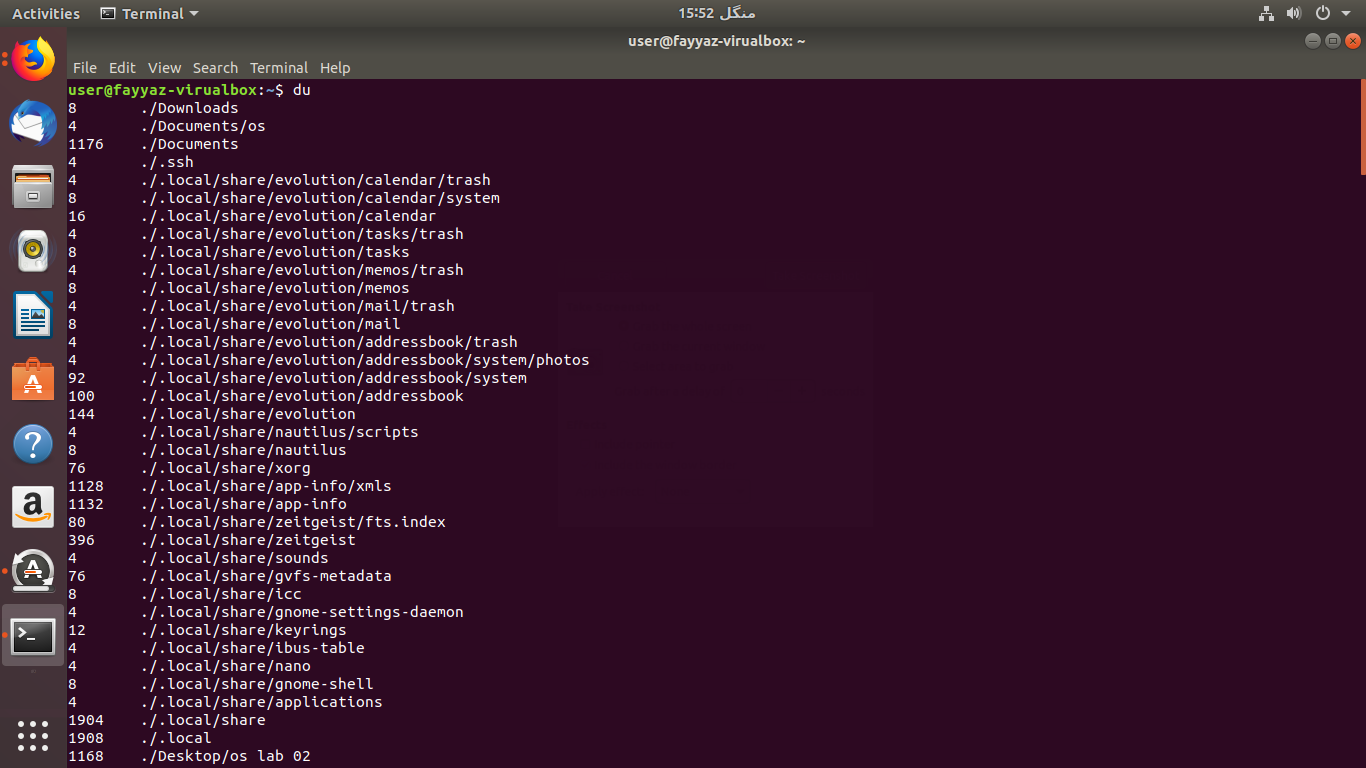 Activities Terminal 15:52 منگل
user@fayyaz-virualbox: ~
File Edit View Search Terminal Help
user@fayyaz-virualbox:~$ du
8 ./Downloads
4 ./Documents/os
1176 ./Documents
4 ./.ssh
4 ./.local/share/evolution/calendar/trash
8 ./.local/share/evolution/calendar/system
16 ./.local/share/evolution/calendar
4 ./.local/share/evolution/tasks/trash
8 ./.local/share/evolution/tasks
4 ./.local/share/evolution/memos/trash
8 ./.local/share/evolution/memos
4 ./.local/share/evolution/mail/trash
8 ./.local/share/evolution/mail
4 ./.local/share/evolution/addressbook/trash
4 ./.local/share/evolution/addressbook/system/photos
92 ./.local/share/evolution/addressbook/system
100 ./.local/share/evolution/addressbook
144 ./.local/share/evolution
4 ./.local/share/nautilus/scripts
8 ./.local/share/nautilus
76 ./.local/share/xorg
1128 ./.local/share/app-info/xmls
1132 ./.local/share/app-info
80 ./.local/share/zeitgeist/fts.index
396 ./.local/share/zeitgeist
4 ./.local/share/sounds
76 ./.local/share/gvfs-metadata
8 ./.local/share/icc
4 ./.local/share/gnome-settings-daemon
12 ./.local/share/keyrings
4 ./.local/share/ibus-table
4 ./.local/share/nano
8 ./.local/share/gnome-shell
4 ./.local/share/applications
1904 ./.local/share
1908 ./.local
1168 ./Desktop/os lab 02